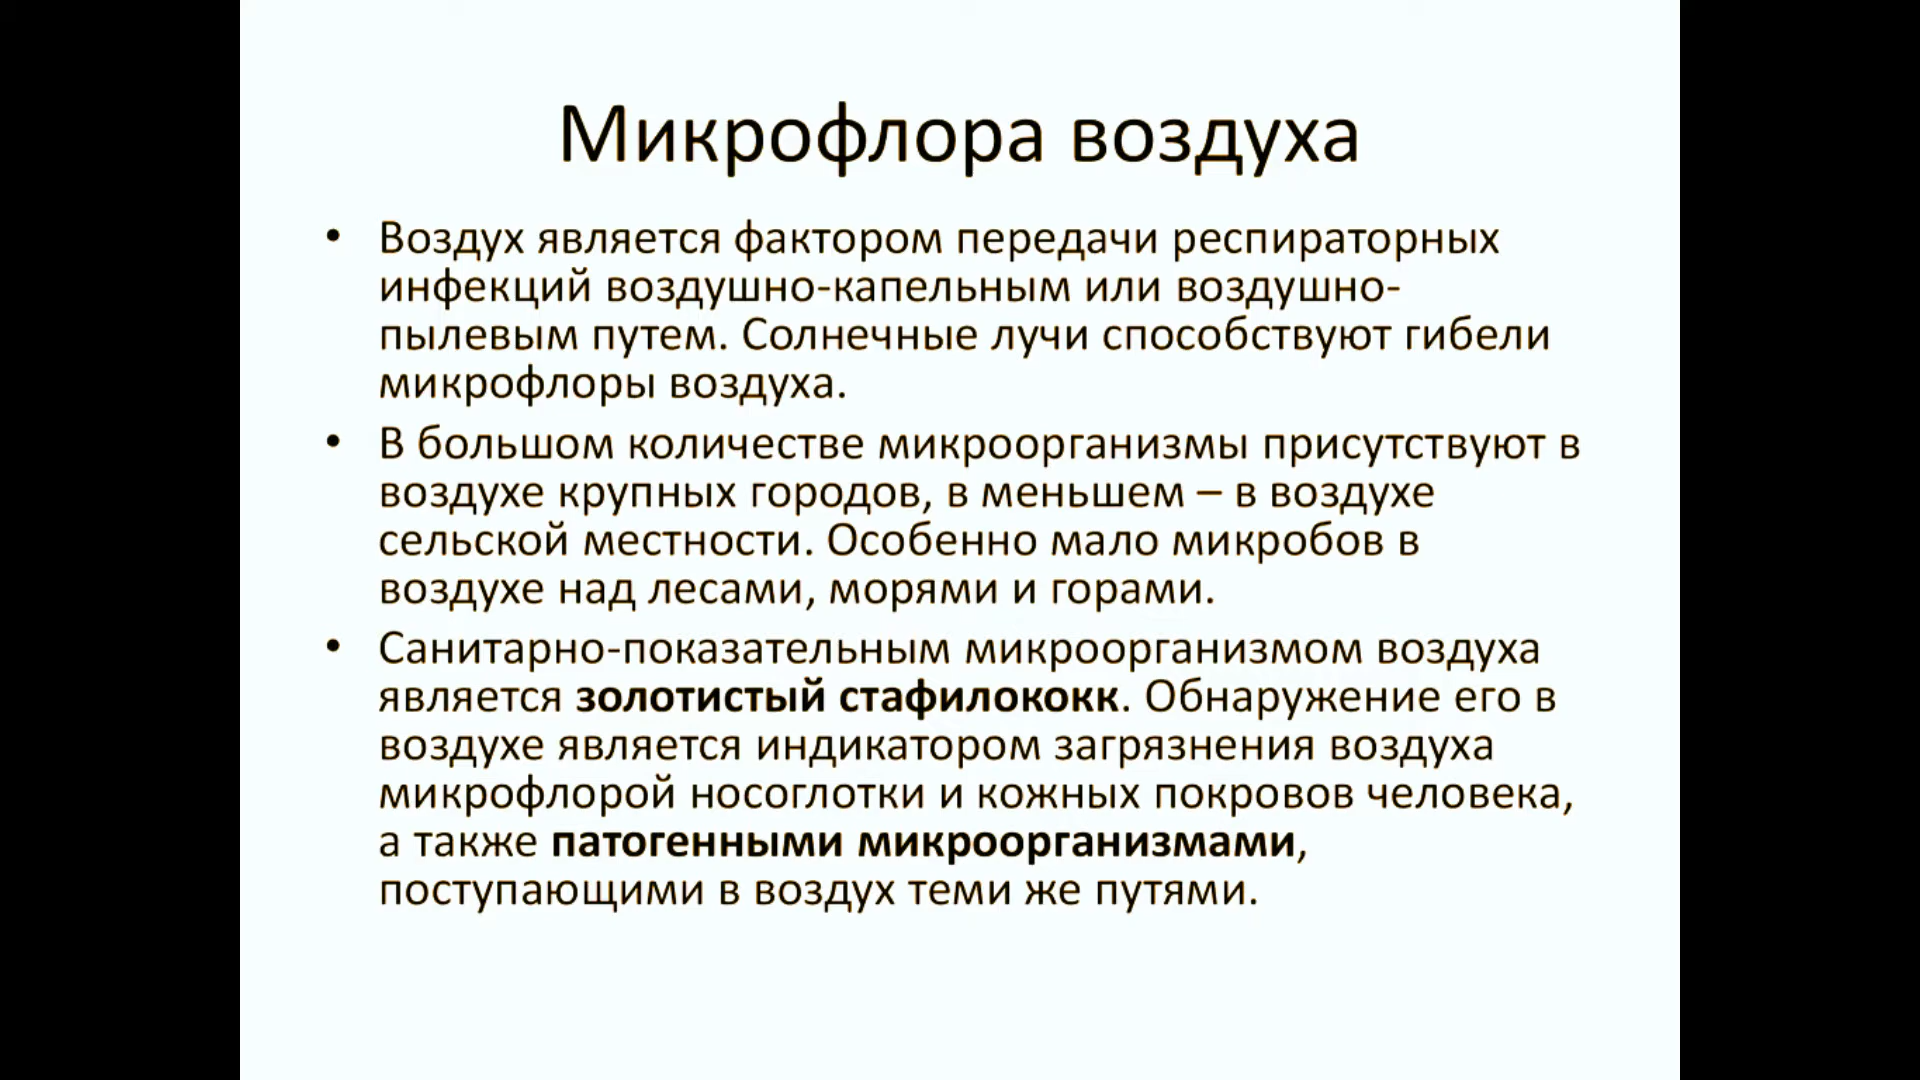 Микрофлора воздуха
• Воздух является фактором передачи респираторных
инфекций воздушно-капельным или воздушно-
пылевым путем. Солнечные лучи способствуют гибели
микрофлоры воздуха.
• В большом количестве микроорганизмы присутствуют в
воздухе крупных городов, в меньшем – в воздухе
сельской местности. Особенно мало микробов в
воздухе над лесами, морями и горами.
• Санитарно-показательным микроорганизмом воздуха
является золотистый стафилококк. Обнаружение его в
воздухе является индикатором загрязнения воздуха
микрофлорой носоглотки и кожных покровов человека,
а также патогенными микроорганизмами,
поступающими в воздух теми же путями.